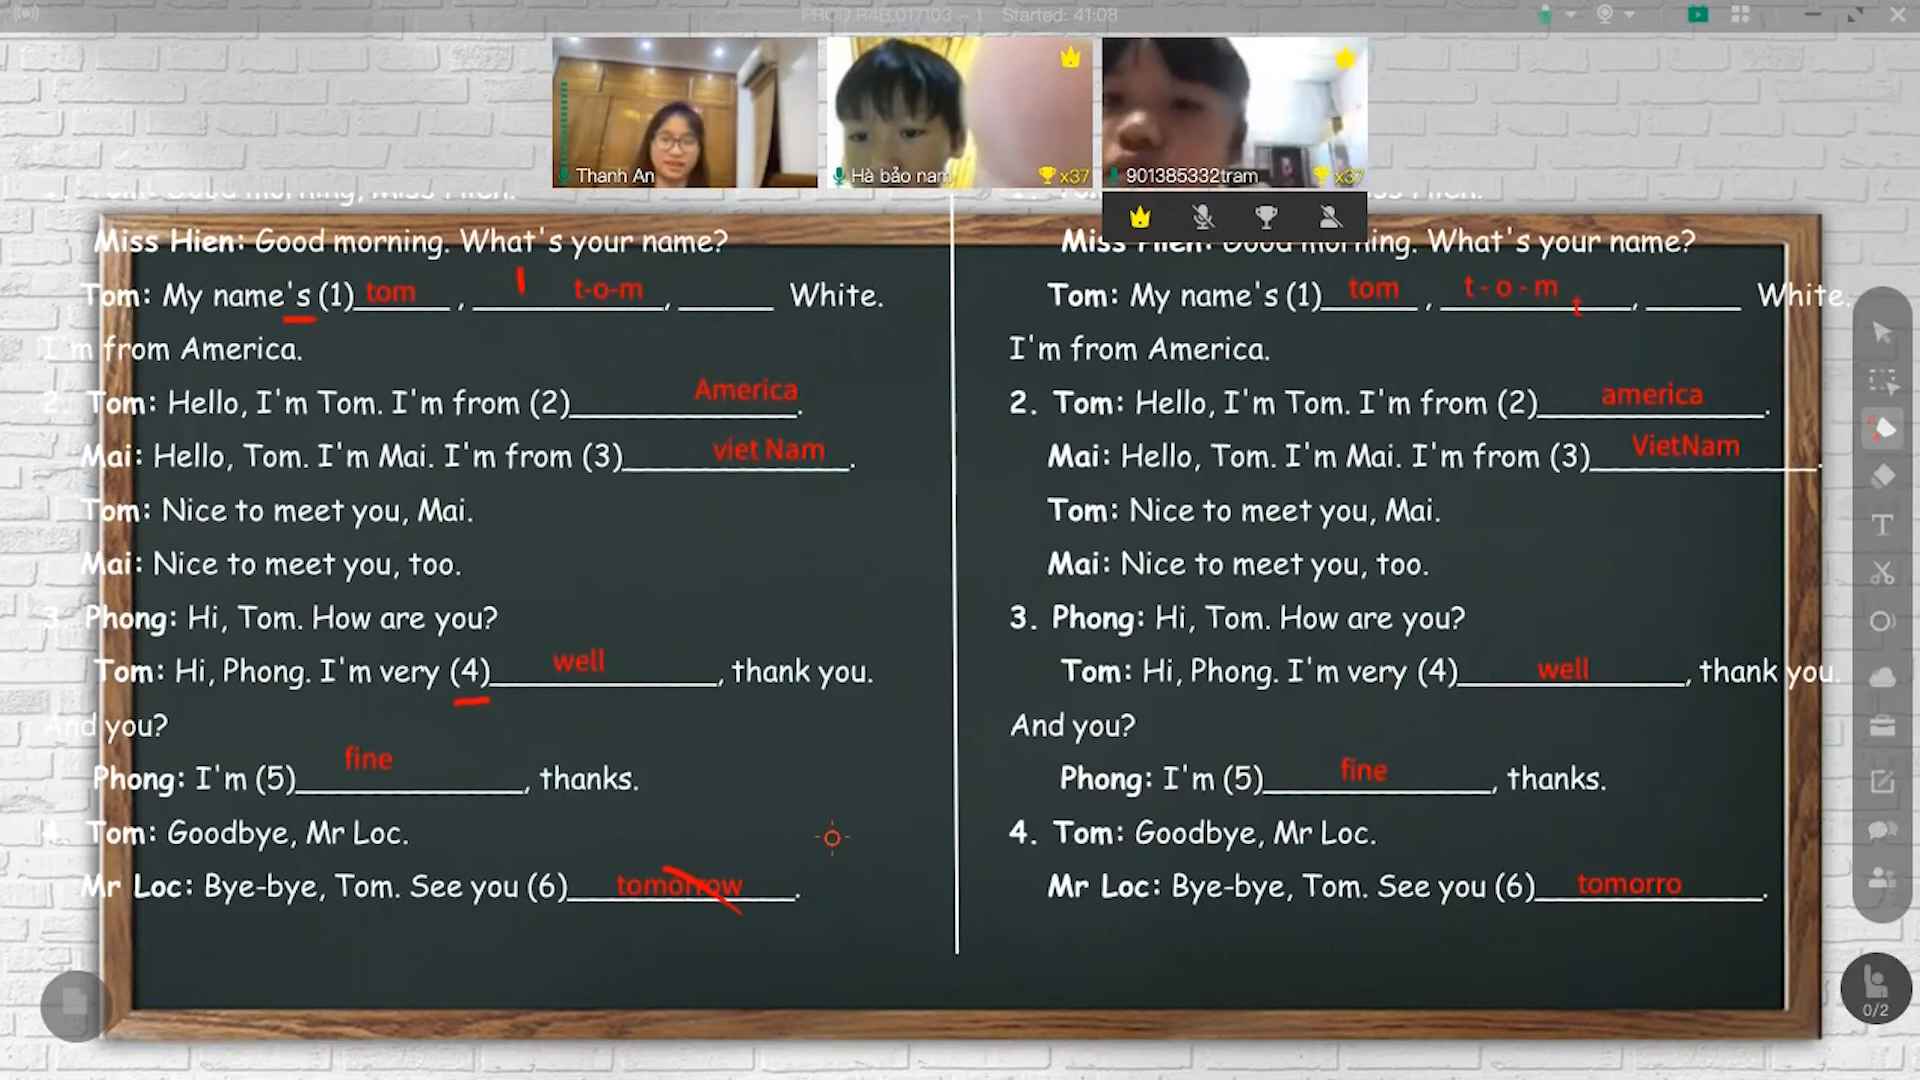 PROD.R4B.017103 - 1 Started: 41:08
Thanh An
Hà bảo nam
x37
901385332tram
x37
Miss Hien: Good morning. What's your name?
Tom: My name's (1) tom , t-o-m , White.
I'm from America.
2. Tom: Hello, I'm Tom. I'm from (2) America .
Mai: Hello, Tom. I'm Mai. I'm from (3) viet Nam .
Tom: Nice to meet you, Mai.
Mai: Nice to meet you, too.
3. Phong: Hi, Tom. How are you?
Tom: Hi, Phong. I'm very (4) well , thank you.
And you?
Phong: I'm (5) fine , thanks.
4. Tom: Goodbye, Mr Loc.
Mr Loc: Bye-bye, Tom. See you (6) tomorrow .
Miss Hien: Good morning. What's your name?
Tom: My name's (1) tom , t - o - m t , White.
I'm from America.
2. Tom: Hello, I'm Tom. I'm from (2) america .
Mai: Hello, Tom. I'm Mai. I'm from (3) VietNam .
Tom: Nice to meet you, Mai.
Mai: Nice to meet you, too.
3. Phong: Hi, Tom. How are you?
Tom: Hi, Phong. I'm very (4) well , thank you.
And you?
Phong: I'm (5) fine , thanks.
4. Tom: Goodbye, Mr Loc.
Mr Loc: Bye-bye, Tom. See you (6) tomorro .
T
0/2